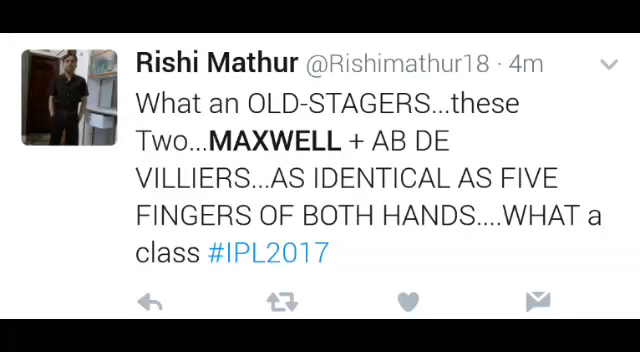 Rishi Mathur @Rishimathur18 · 4m
What an OLD-STAGERS...these
Two...MAXWELL + AB DE
VILLIERS...AS IDENTICAL AS FIVE
FINGERS OF BOTH HANDS....WHAT a
class #IPL2017